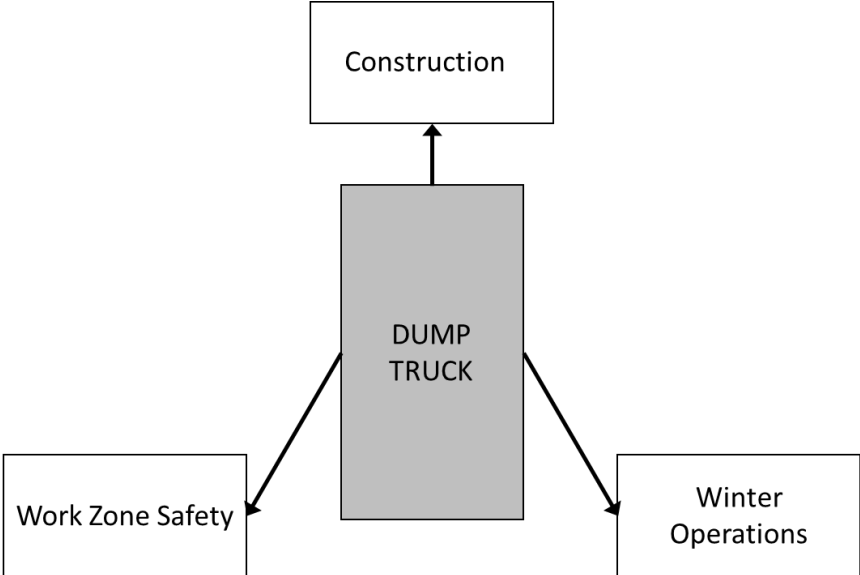 Construction
DUMP
TRUCK
Work Zone Safety
Winter
Operations